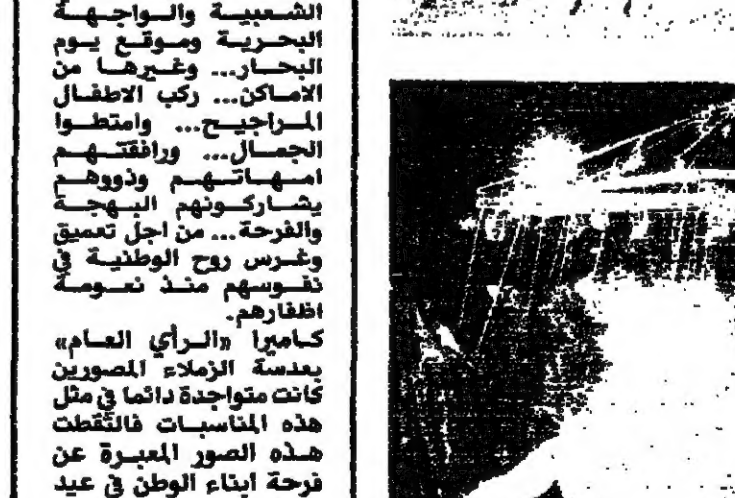 الشعبية والواجهة
البحرية وموقع يوم
البحار... وغيرها من
الاماكن... ركب الاطفال
المراجيح... وامتطوا
الجمال... ورافقتهم
امهاتهم وذووهم
يشاركونهم البهجة
والفرحة... من اجل تعميق
وغرس روح الوطنية في
نفوسهم منذ نعومة
اظفارهم.
كاميرا «الرأي العام»
بعدسة الزملاء المصورين
كانت متواجدة دائما في مثل
هذه المناسبات فالتقطت
هذه الصور المعبرة عن
فرحة ابناء الوطن في عيد